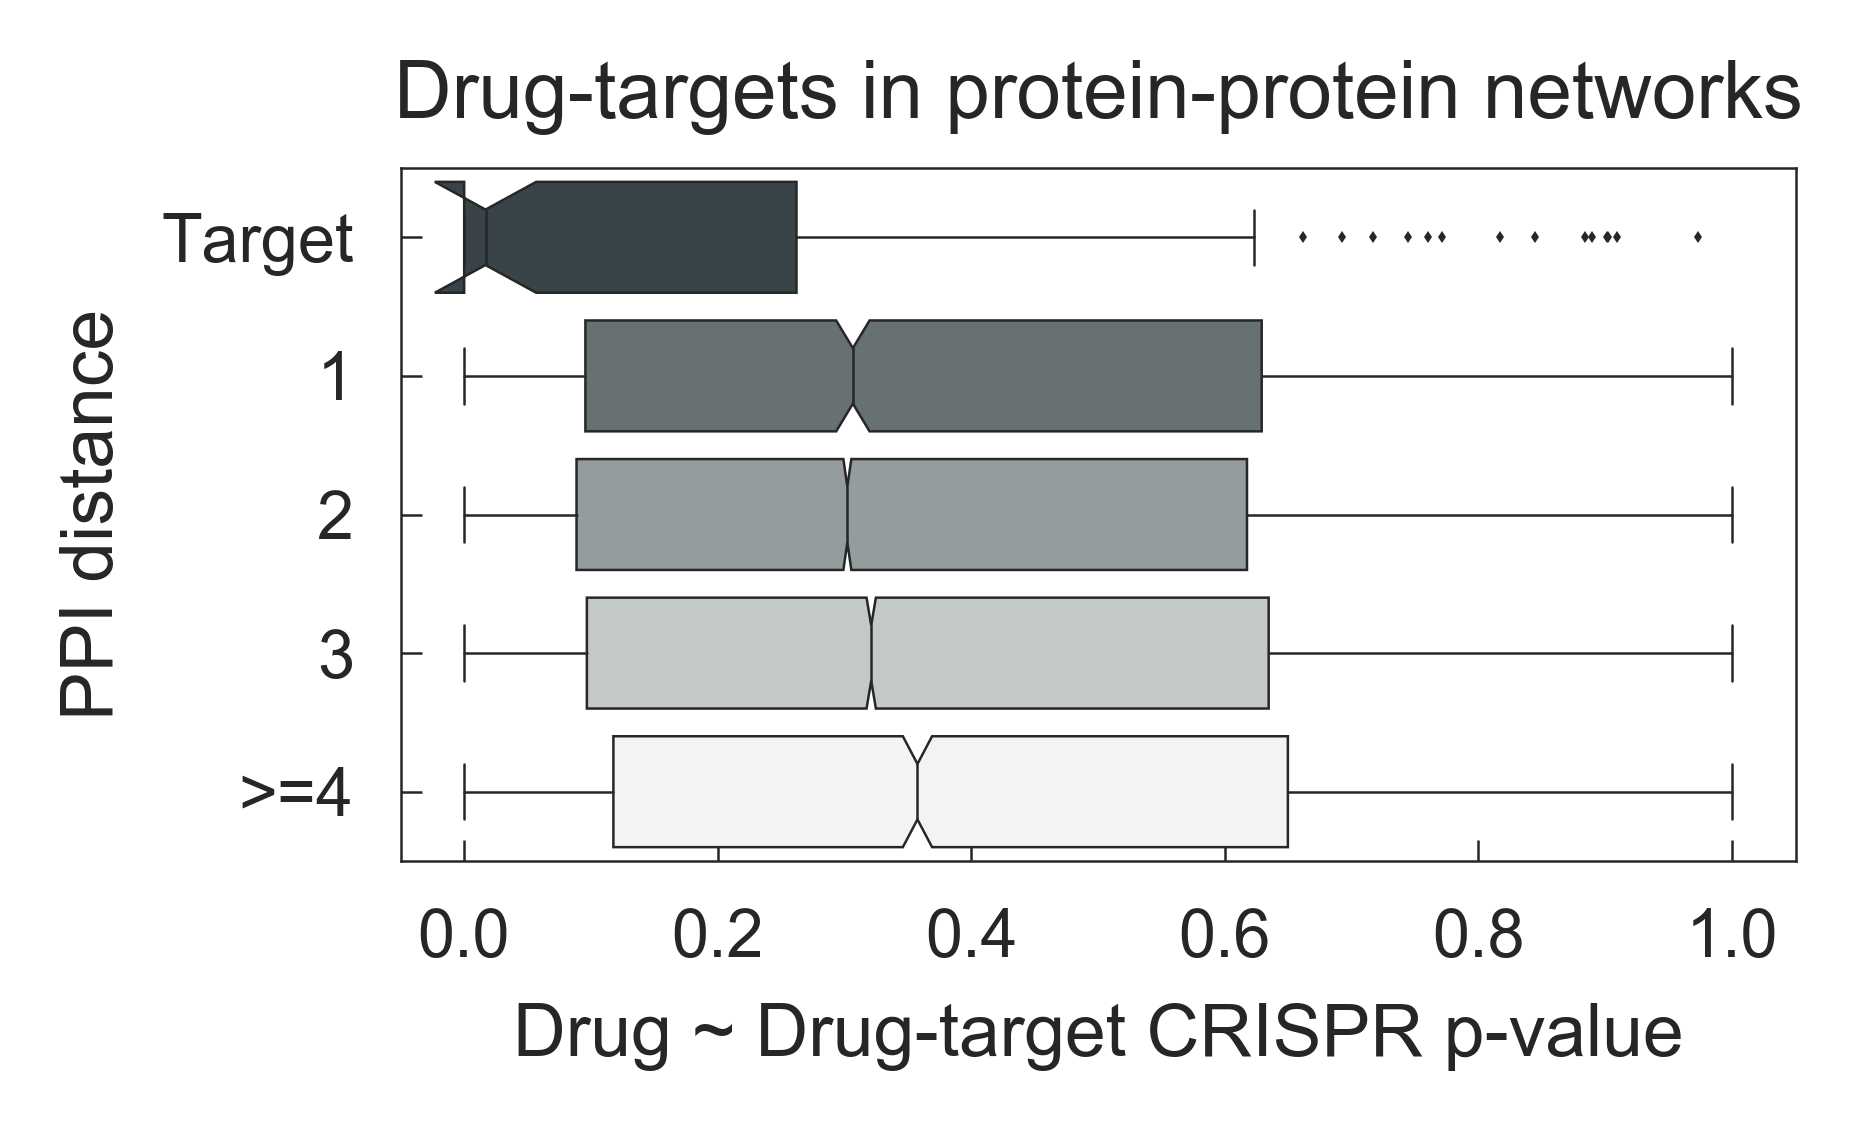 Drug-targets in protein-protein networks
PPI distance
Target
1
2
3
>=4
0.0 0.2 0.4 0.6 0.8 1.0
Drug ~ Drug-target CRISPR p-value